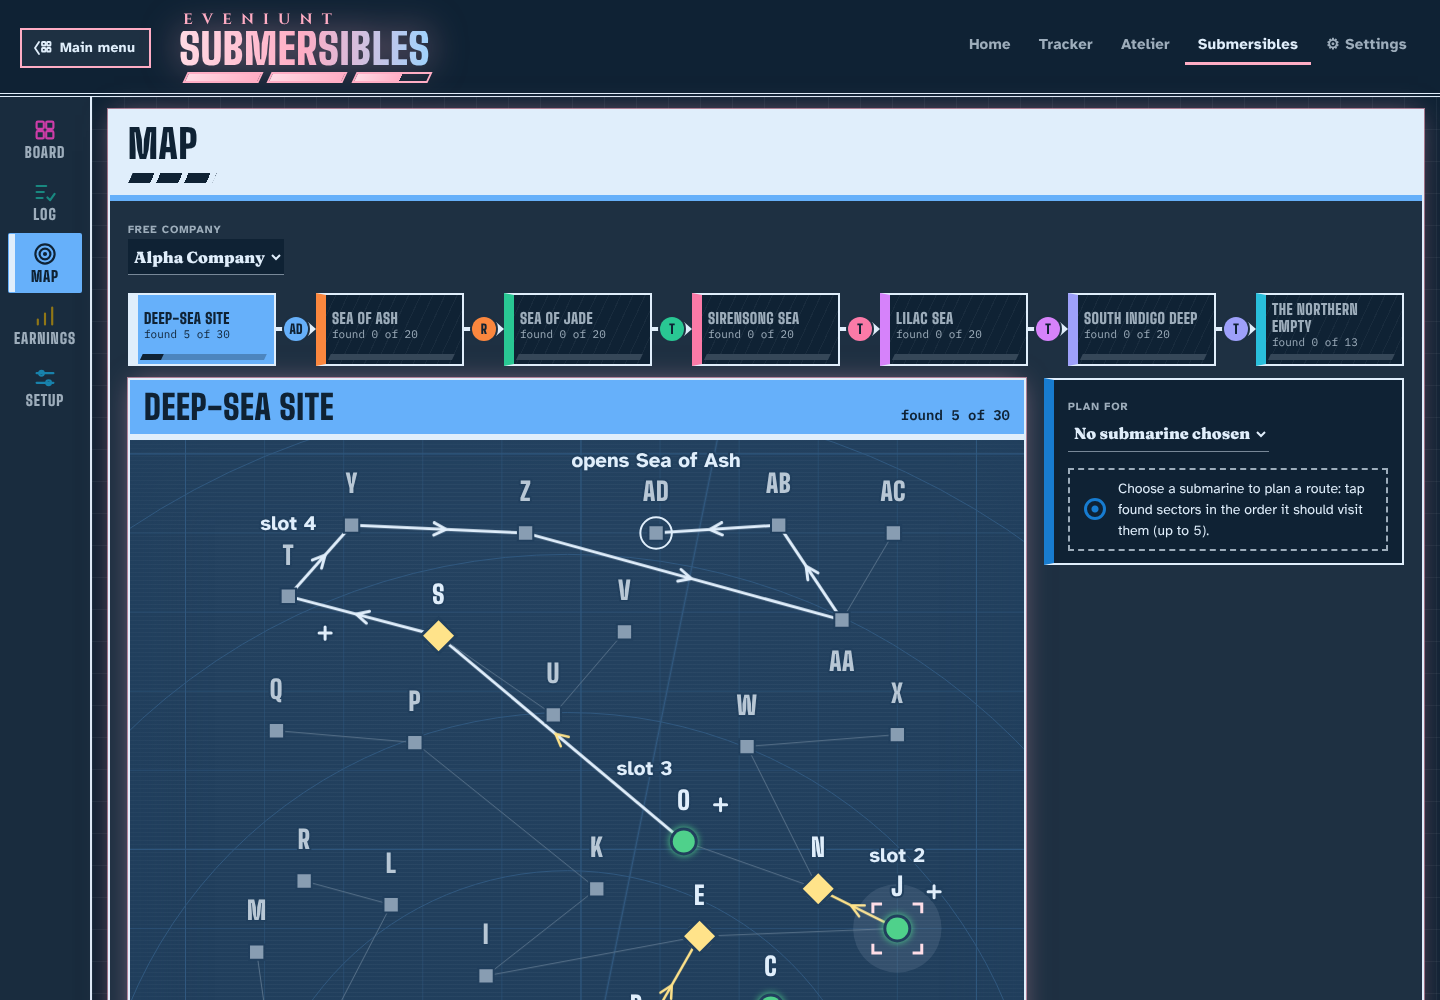 Main menu
EVENIUNT
SUBMERSIBLES
Home
Tracker
Atelier
Submersibles
Settings
BOARD
LOG
MAP
EARNINGS
SETUP
MAP
FREE COMPANY
Alpha Company
DEEP-SEA SITE
found 5 of 30
AD
SEA OF ASH
found 0 of 20
R
SEA OF JADE
found 0 of 20
T
SIRENSONG SEA
found 0 of 20
T
LILAC SEA
found 0 of 20
T
SOUTH INDIGO DEEP
found 0 of 20
T
THE NORTHERN
EMPTY
found 0 of 13
DEEP-SEA SITE
found 5 of 30
PLAN FOR
No submarine chosen
Choose a submarine to plan a route: tap
found sectors in the order it should visit
them (up to 5).
opens Sea of Ash
Y
Z
AD
AB
AC
slot 4
T
S
V
U
AA
Q
P
W
X
slot 3
O
+
+
R
L
K
N
slot 2
J
+
E
M
I
C